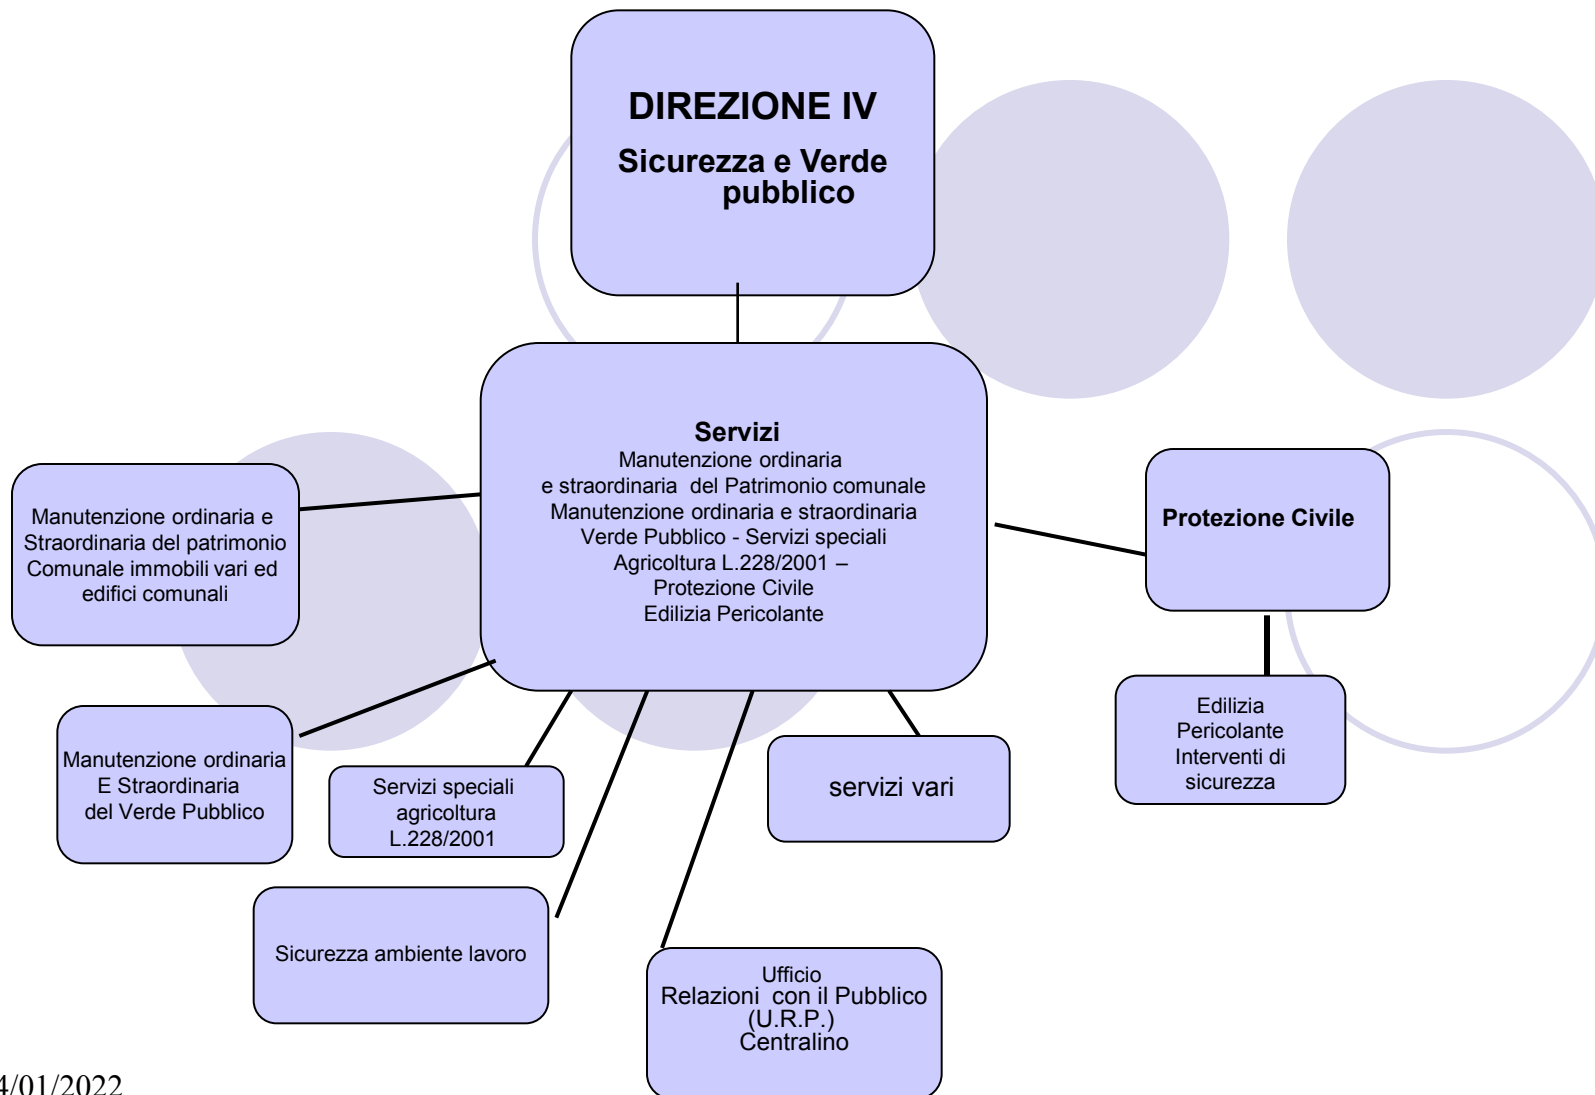 DIREZIONE IV
Sicurezza e Verde
pubblico
Servizi
Manutenzione ordinaria
e straordinaria del Patrimonio comunale
Manutenzione ordinaria e straordinaria
Verde Pubblico - Servizi speciali
Agricoltura L.228/2001 –
Protezione Civile
Edilizia Pericolante
Manutenzione ordinaria e
Straordinaria del patrimonio
Comunale immobili vari ed
edifici comunali
Protezione Civile
Edilizia
Pericolante
Interventi di
sicurezza
Manutenzione ordinaria
E Straordinaria
del Verde Pubblico
Servizi speciali
agricoltura
L.228/2001
servizi vari
Sicurezza ambiente lavoro
Ufficio
Relazioni con il Pubblico
(U.R.P.)
Centralino
4/01/2022